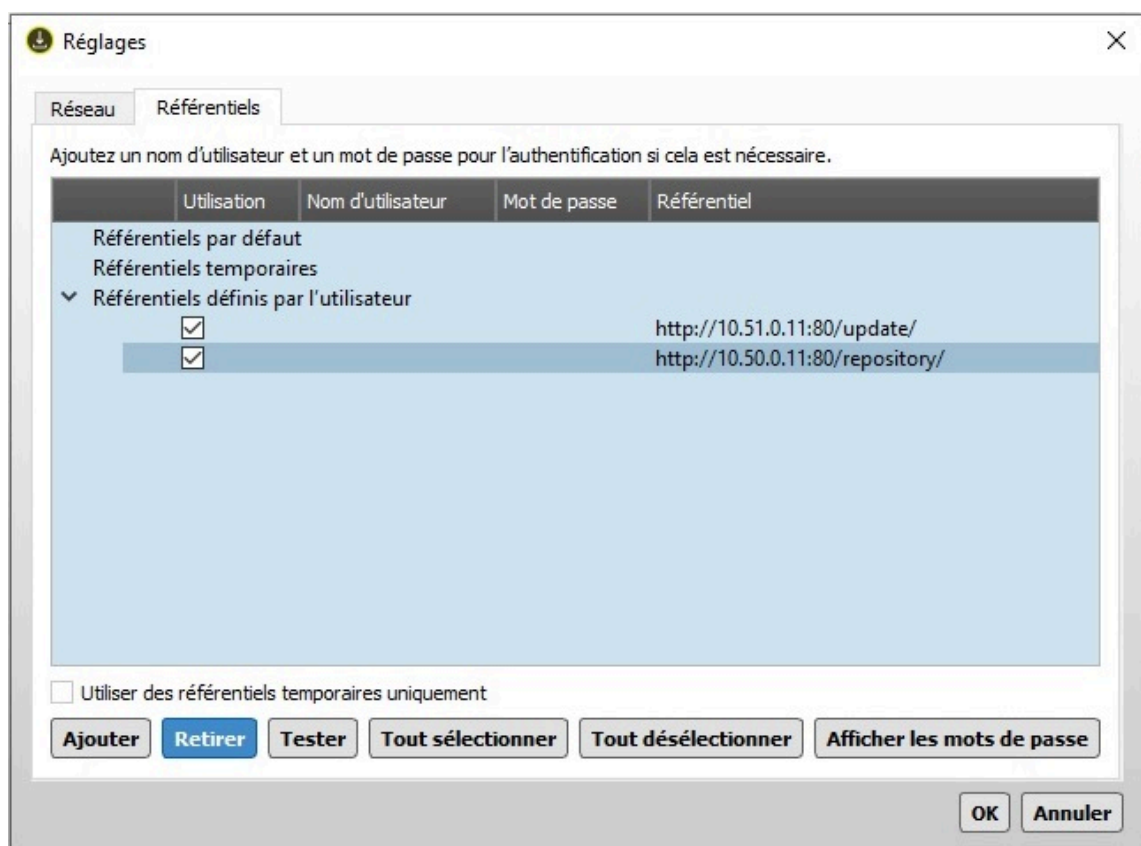 Réglages
Réseau Référentiels
Ajoutez un nom d’utilisateur et un mot de passe pour l’authentification si cela est nécessaire.
Utilisation Nom d'utilisateur Mot de passe Référentiel
Référentiels par défaut
Référentiels temporaires
Référentiels définis par l’utilisateur
http://10.51.0.11:80/update/
http://10.50.0.11:80/repository/
Utiliser des référentiels temporaires uniquement
Ajouter Retirer Tester Tout sélectionner Tout désélectionner Afficher les mots de passe
OK Annuler